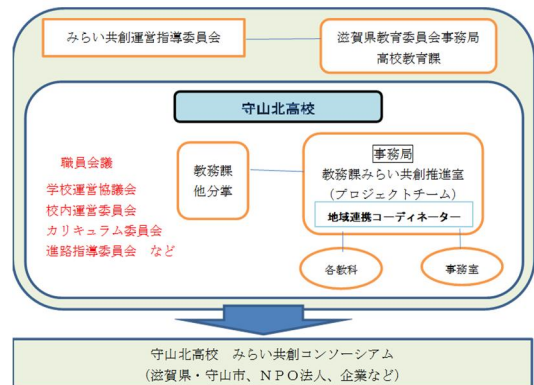 みらい共創運営指導委員会
滋賀県教育委員会事務局
高校教育課
守山北高校
職員会議
学校運営協議会
校内運営委員会
カリキュラム委員会
進路指導委員会　など
教務課
他分掌
事務局
教務課みらい共創推進室
（プロジェクトチーム）
地域連携コーディネーター
各教科
事務室
守山北高校　みらい共創コンソーシアム
（滋賀県・守山市、ＮＰＯ法人、企業など）